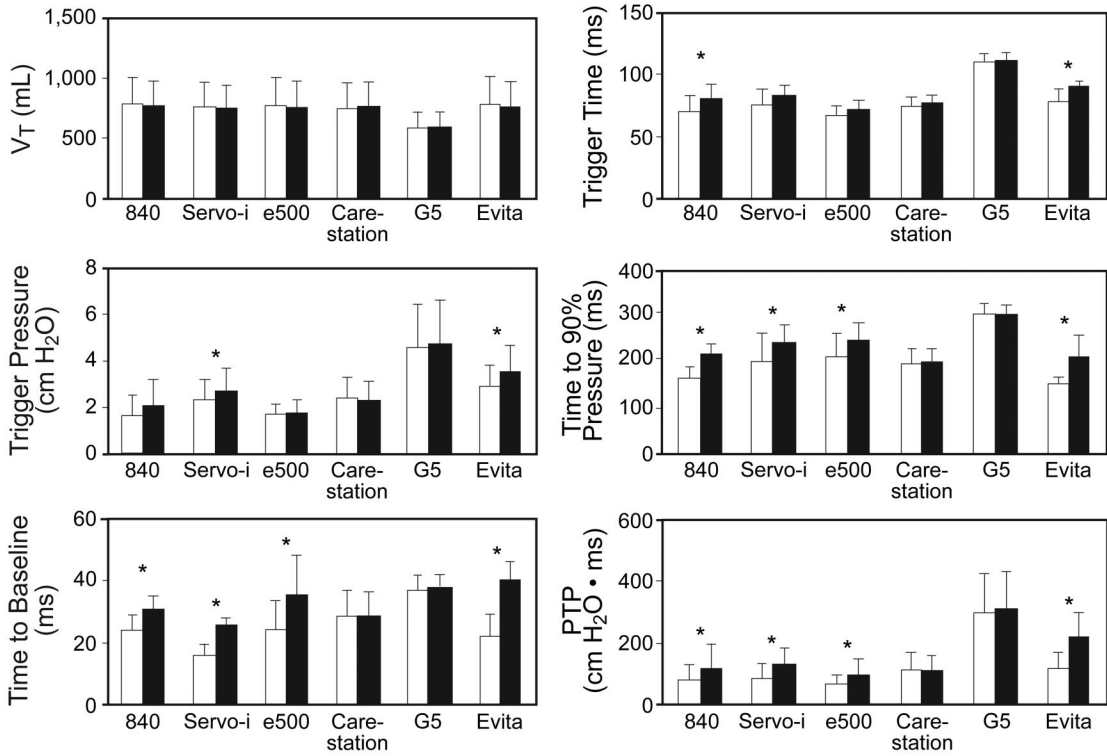 V_T (mL)
1,500
1,000
500
0
840 Servo-i e500 Care- G5 Evita
station
Trigger Time (ms)
150
100
50
0
840 Servo-i e500 Care- G5 Evita
station
* *
Trigger Pressure
(cm H₂O)
8
6
4
2
0
840 Servo-i e500 Care- G5 Evita
station
* *
Time to 90%
Pressure (ms)
400
300
200
100
0
840 Servo-i e500 Care- G5 Evita
station
* * * *
Time to Baseline
(ms)
60
40
20
0
840 Servo-i e500 Care- G5 Evita
station
* * * *
PTP
(cm H₂O • ms)
600
400
200
0
840 Servo-i e500 Care- G5 Evita
station
* * * *